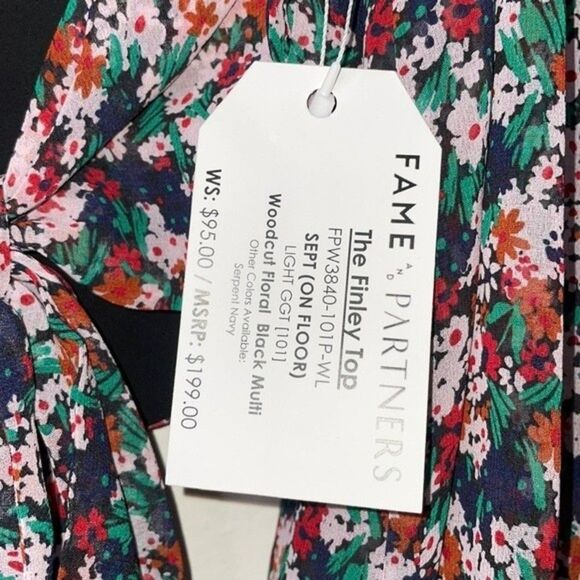 FAME AND PARTNERS
The Finley Top
FPW3840-101P-WL
SEPT (ON FLOOR)
LIGHT GGT [101]
Woodcut Floral Black Multi
Other Colors Available:
Serpent Navy
WS: $95.00 / MSRP: $199.00